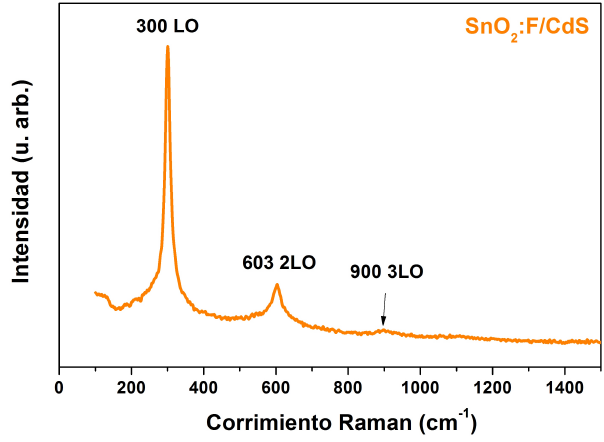 SnO₂:F/CdS
300 LO
603 2LO
900 3LO
Intensidad (u. arb.)
0 200 400 600 800 1000 1200 1400
Corrimiento Raman (cm⁻¹)